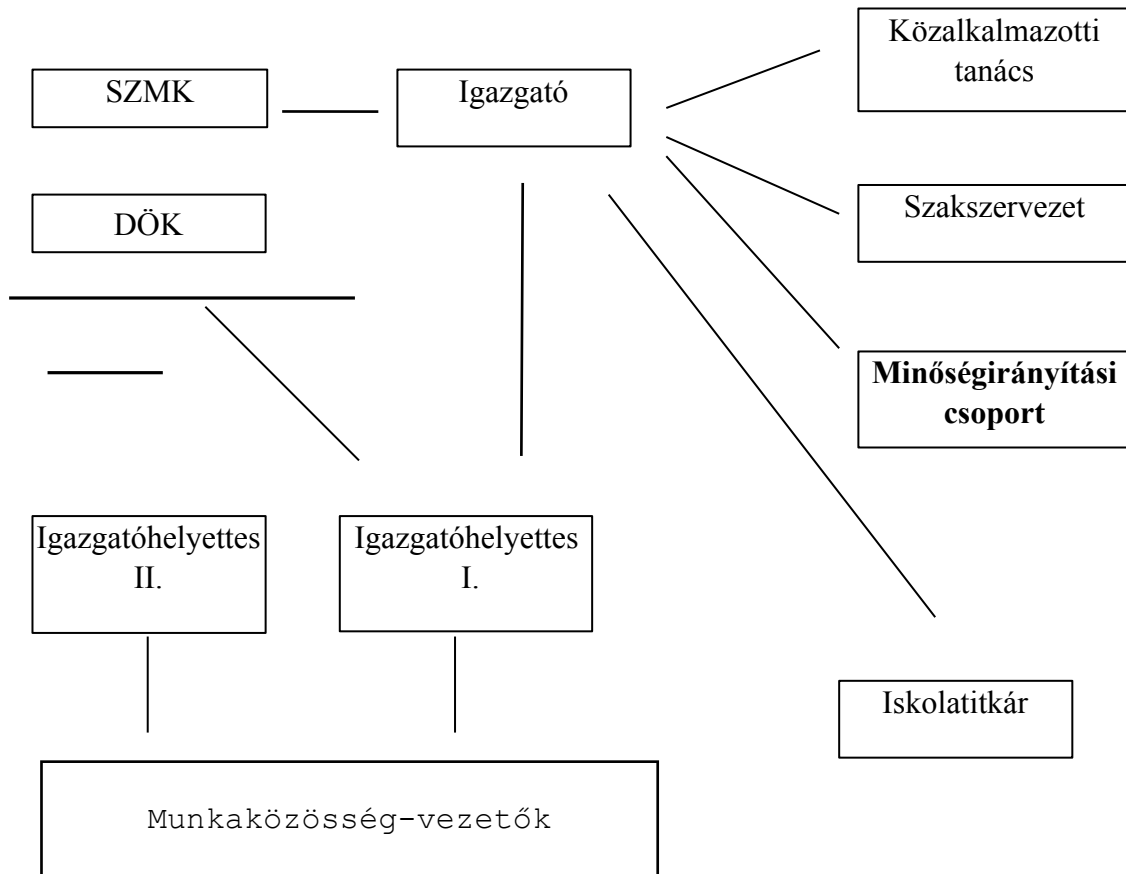 Közalkalmazotti
tanács
SZMK
Igazgató
DÖK
Szakszervezet
Minőségirányítási
csoport
Igazgatóhelyettes
II.
Igazgatóhelyettes
I.
Iskolatitkár
Munkaközösség-vezetők